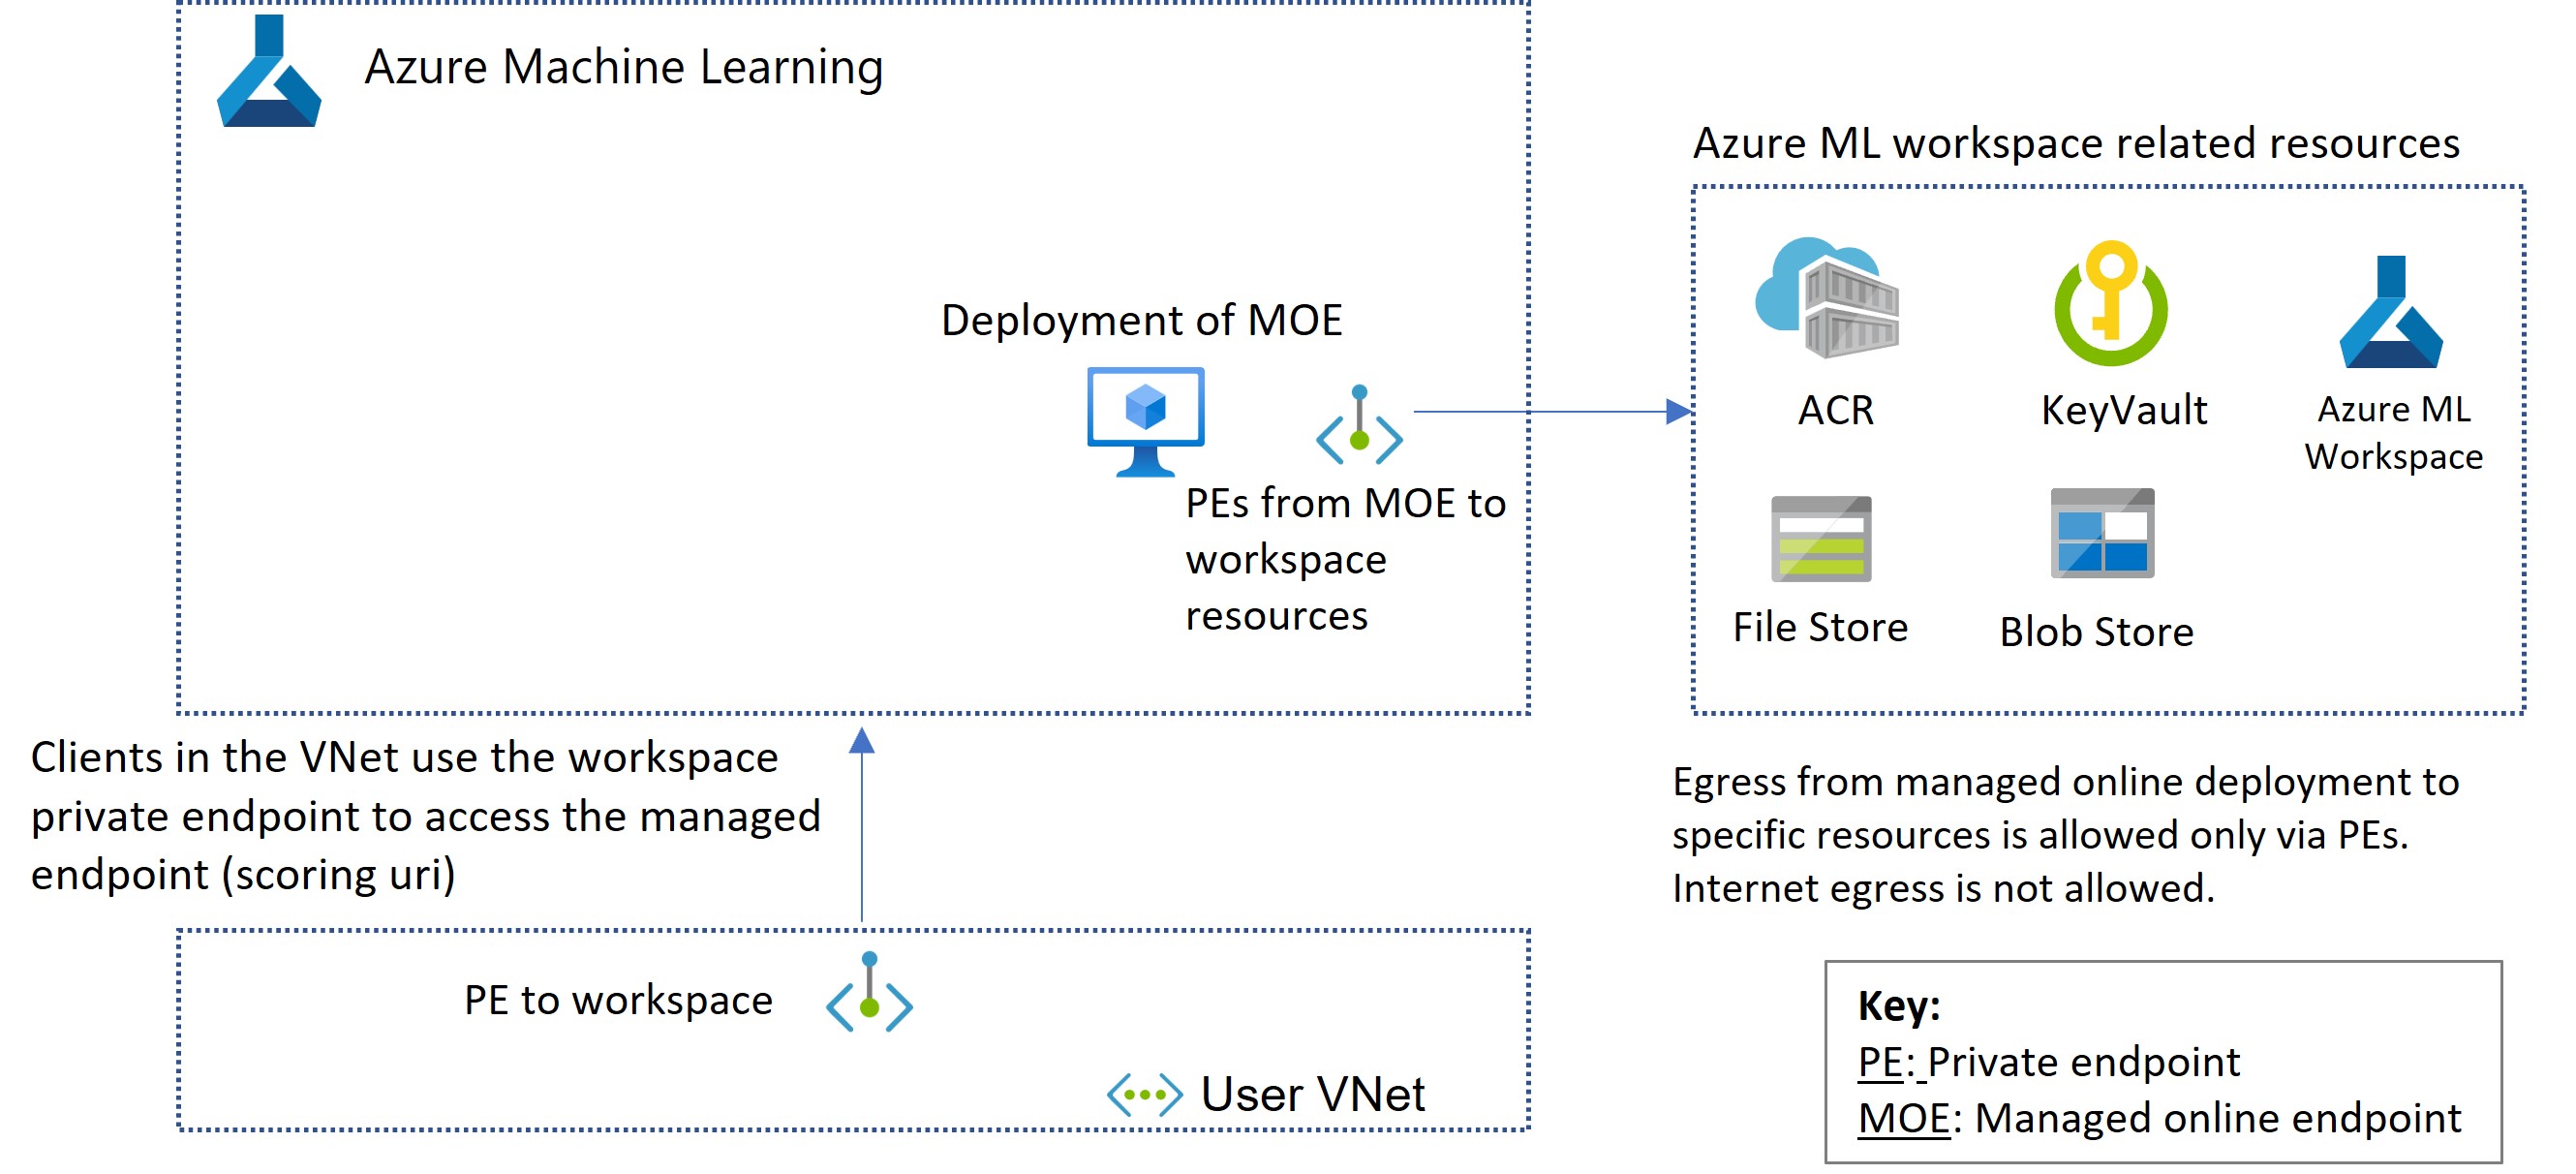 Azure Machine Learning
Deployment of MOE
PEs from MOE to
workspace
resources
Azure ML workspace related resources
ACR
KeyVault
Azure ML
Workspace
File Store
Blob Store
Clients in the VNet use the workspace
private endpoint to access the managed
endpoint (scoring uri)
Egress from managed online deployment to
specific resources is allowed only via PEs.
Internet egress is not allowed.
PE to workspace
User VNet
Key:
PE: Private endpoint
MOE: Managed online endpoint